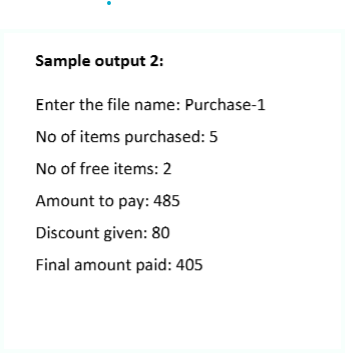 Sample output 2:
Enter the file name: Purchase-1
No of items purchased: 5
No of free items: 2
Amount to pay: 485
Discount given: 80
Final amount paid: 405